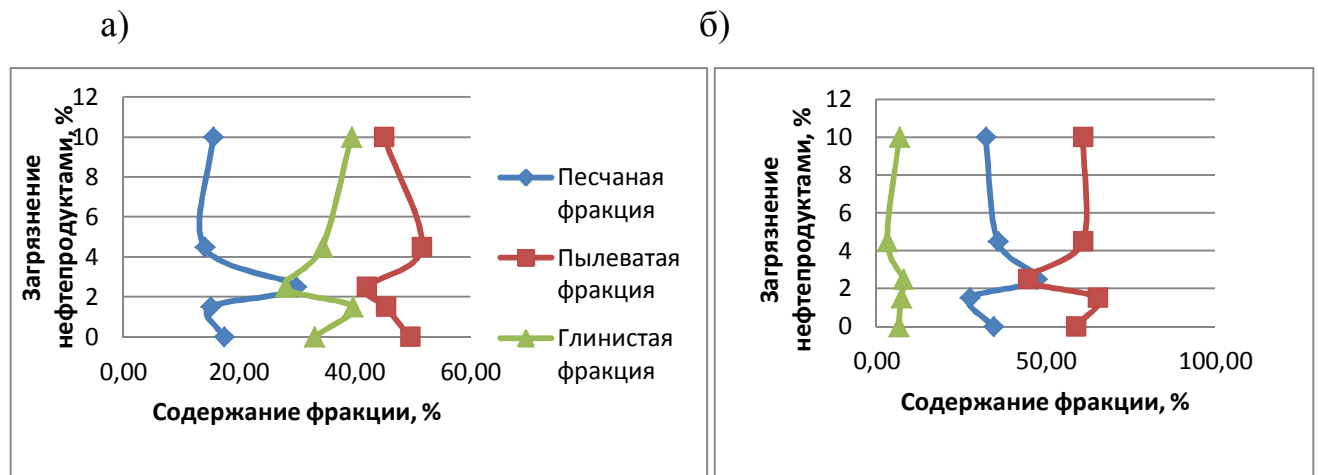 а)
б)
Загрязнение
нефтепродуктами, %
12
10
8
6
4
2
0
0,00
20,00
40,00
60,00
Содержание фракции, %
Песчаная
фракция
Пылеватая
фракция
Глинистая
фракция
Загрязнение
нефтепродуктами, %
12
10
8
6
4
2
0
0,00
50,00
100,00
Содержание фракции, %